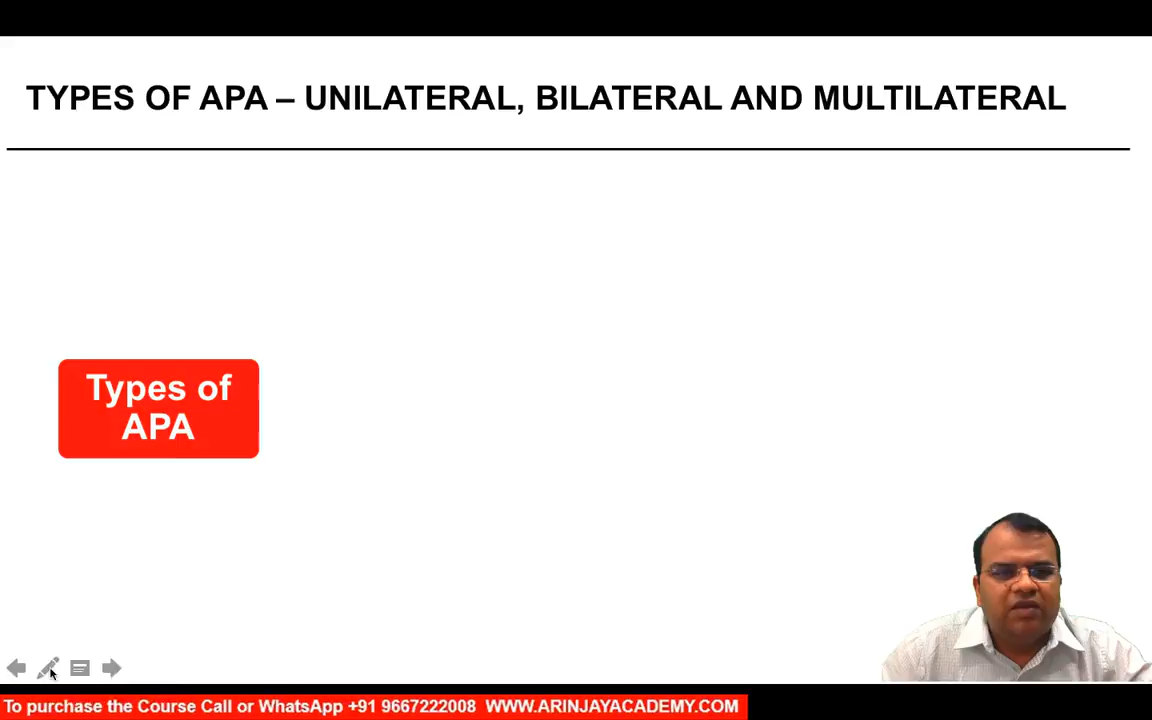 TYPES OF APA – UNILATERAL, BILATERAL AND MULTILATERAL
Types of
APA
To purchase the Course Call or WhatsApp +91 9667222008 WWW.ARINJAYACADEMY.COM